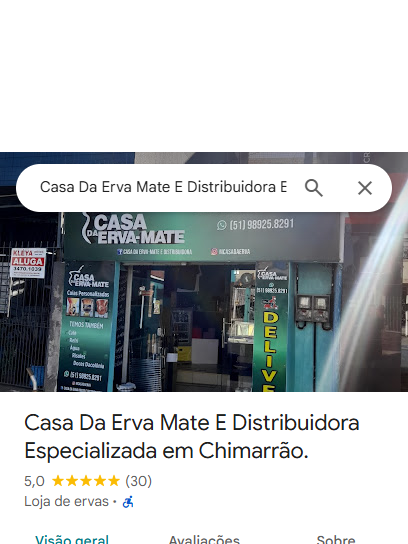 Casa Da Erva Mate E Distribuidora E
CASA
DA ERVA-MATE
(51) 98925.8291
CASA DA ERVA-MATE E DISTRIBUIDORA
@CASADAERVA
KLEYA
ALUGA
3470.1039
CASA
DA ERVA-MATE
Cuias Personalizadas
TEMOS TAMBÉM
Gelo
Água
Doces Dacolônia
(51) 98925.8291
CASA
DA ERVA-MATE
(51) 98925.8291
DELIVE
Casa Da Erva Mate E Distribuidora
Especializada em Chimarrão.
5,0 ★★★★★ (30)
Loja de ervas ·
Visão geral Avaliações Sobre